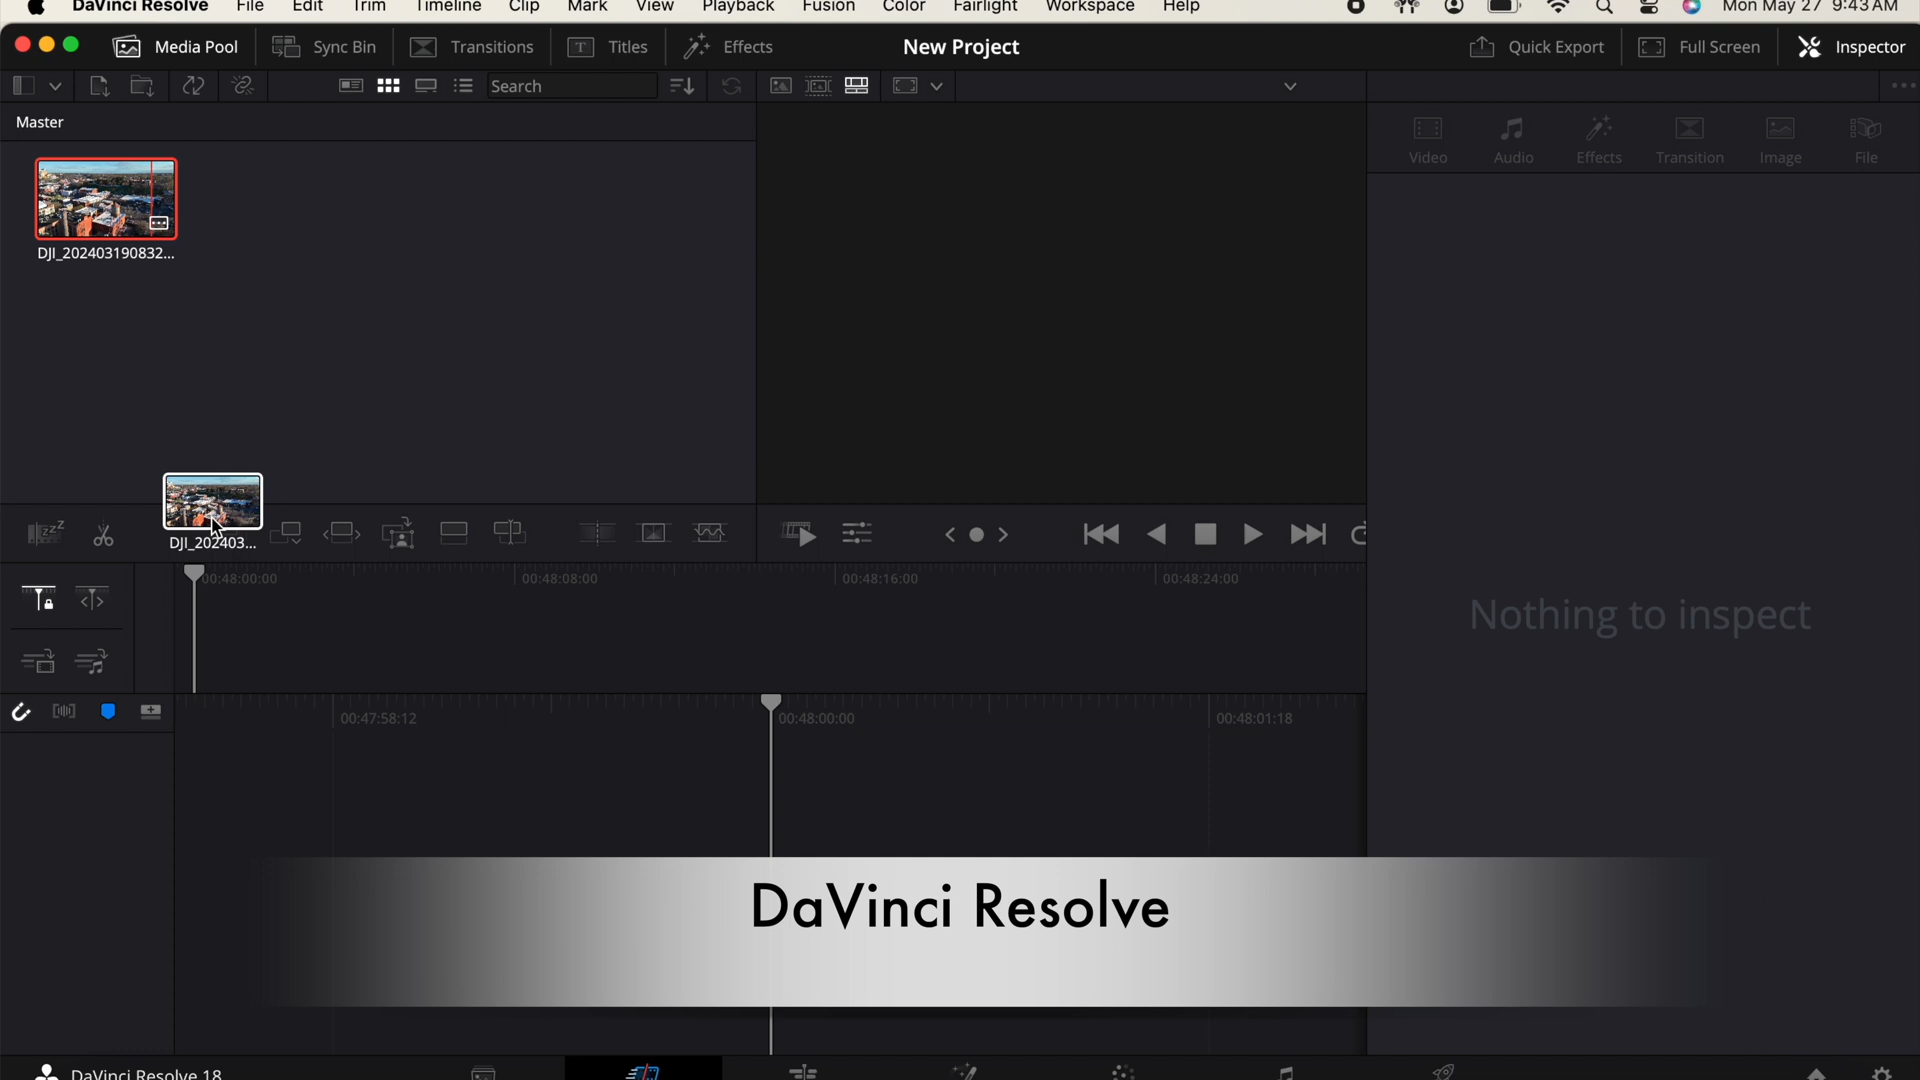 DaVinci Resolve File Edit Trim Timeline Clip Mark View Playback Fusion Color Fairlight Workspace Help Mon May 27 9:43 AM
Media Pool Sync Bin Transitions Titles Effects New Project Quick Export Full Screen Inspector
Search
Master
Video Audio Effects Transition Image File
DJI_202403190832...
DJI_202403...
00:48:00:00 00:48:08:00 00:48:16:00 00:48:24:00
Nothing to inspect
00:47:58:12 00:48:00:00 00:48:01:18
DaVinci Resolve
DaVinci Resolve 18